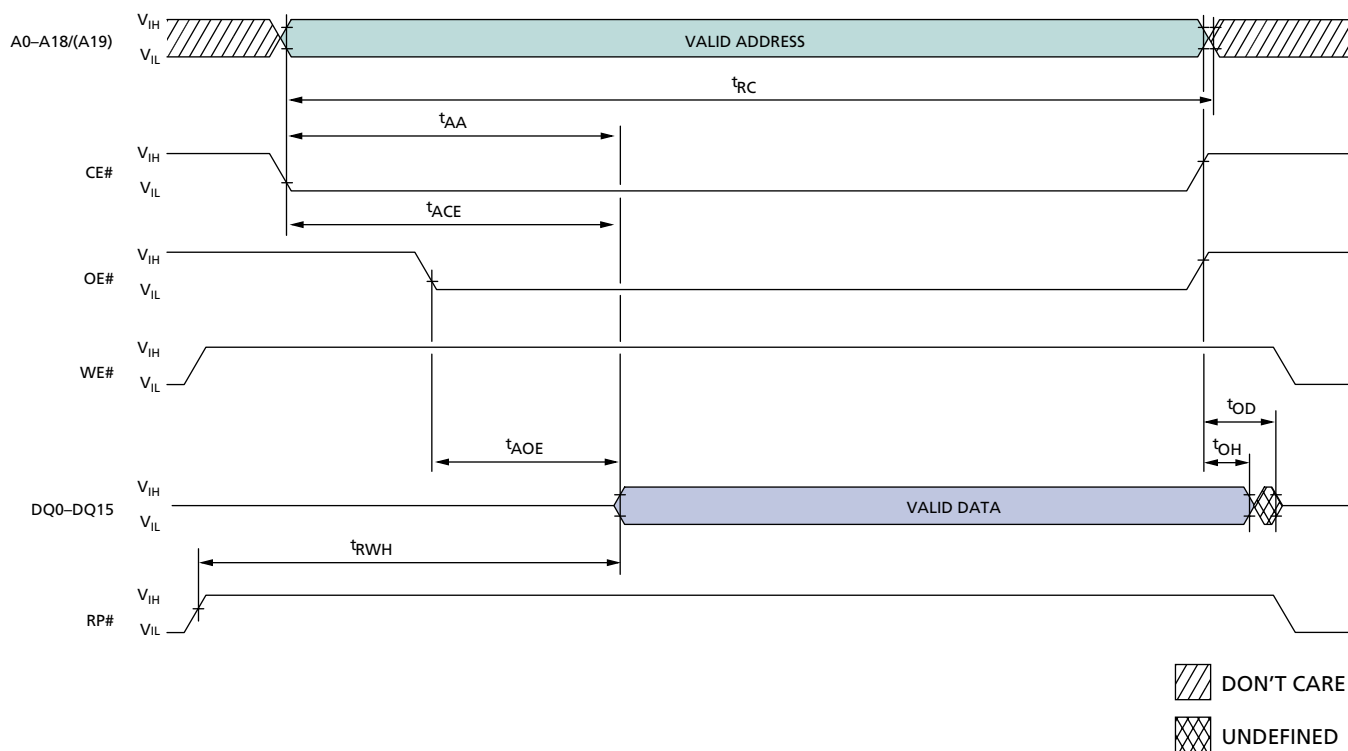 A0–A18/(A19)
VIH
VIL
VALID ADDRESS
tRC
tAA
CE#
VIH
VIL
tACE
OE#
VIH
VIL
WE#
VIH
VIL
tOD
tAOE
tOH
DQ0–DQ15
VIH
VIL
VALID DATA
tRWH
RP#
VIH
VIL
DON'T CARE
UNDEFINED